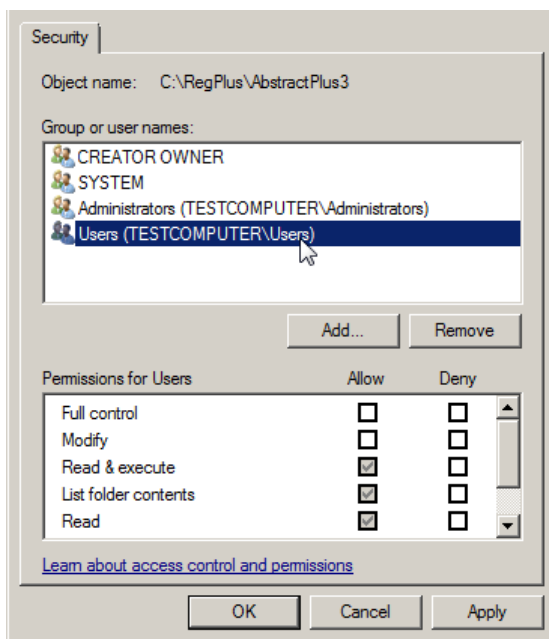 Security
Object name: C:\RegPlus\AbstractPlus3
Group or user names:
CREATOR OWNER
SYSTEM
Administrators (TESTCOMPUTER\Administrators)
Users (TESTCOMPUTER\Users)
Add... Remove
Permissions for Users Allow Deny
Full control
Modify
Read & execute
List folder contents
Read
Learn about access control and permissions
OK Cancel Apply